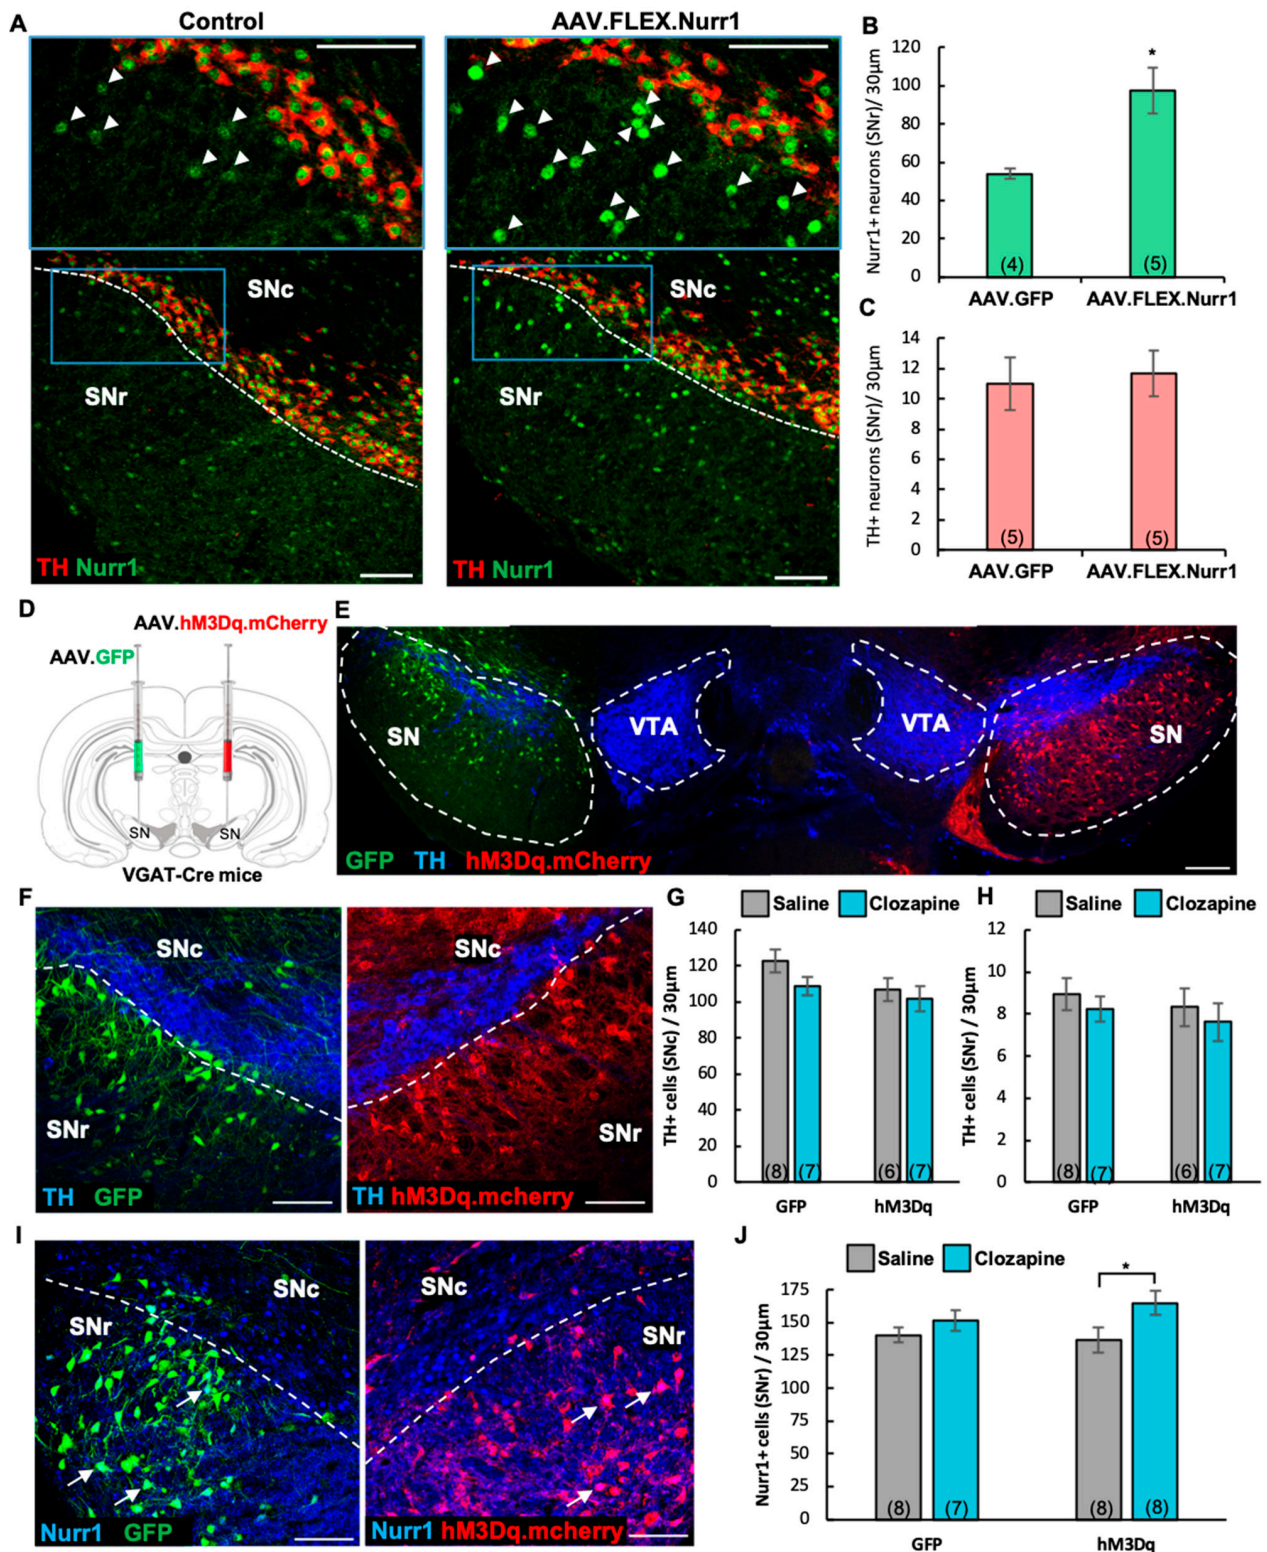 A
Control
AAV.FLEX.Nurr1
SNc
SNr
TH Nurr1
SNc
SNr
TH Nurr1
B
Nurr1+ neurons (SNr)/ 30µm
120
100
80
60
40
20
0
*
(4)
(5)
AAV.GFP
AAV.FLEX.Nurr1
C
TH+ neurons (SNr)/ 30µm
14
12
10
8
6
4
2
0
(5)
(5)
AAV.GFP
AAV.FLEX.Nurr1
D
AAV.hM3Dq.mCherry
AAV.GFP
SN
SN
VGAT-Cre mice
E
SN
VTA
VTA
SN
GFP TH hM3Dq.mCherry
F
SNc
SNr
TH GFP
SNc
SNr
TH hM3Dq.mcherry
G
Saline
Clozapine
TH+ cells (SNc) / 30µm
140
120
100
80
60
40
20
0
(8)
(7)
(6)
(7)
GFP
hM3Dq
H
Saline
Clozapine
TH+ cells (SNr) / 30µm
12
10
8
6
4
2
0
(8)
(7)
(6)
(7)
GFP
hM3Dq
I
SNc
SNr
Nurr1 GFP
SNc
SNr
Nurr1 hM3Dq.mcherry
J
Saline
Clozapine
Nurr1+ cells (SNr) / 30µm
175
150
125
100
75
50
25
0
*
(8)
(7)
(8)
(8)
GFP
hM3Dq